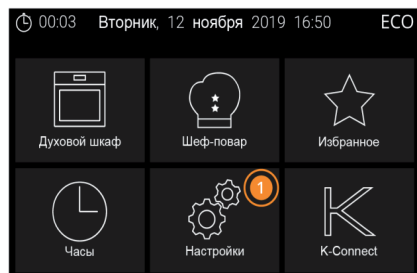 00:03 Вторник, 12 ноября 2019 16:50 ECO
Духовой шкаф Шеф-повар Избранное
1
Часы Настройки K-Connect